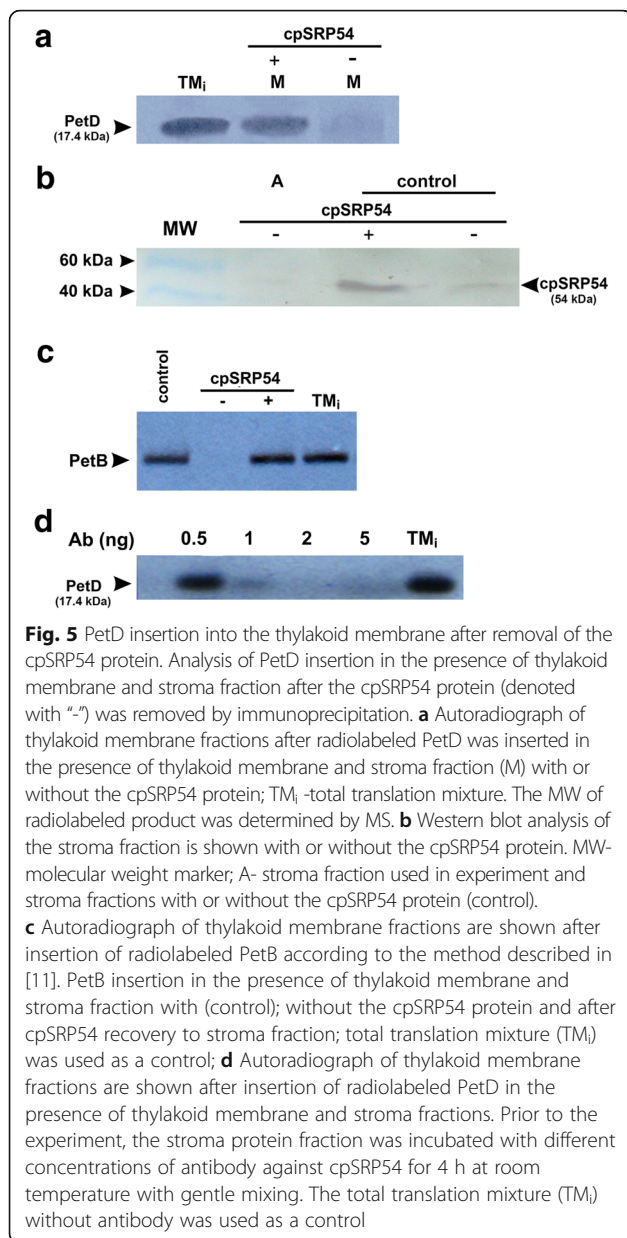 a
cpSRP54
+ -
TMi M M
PetD
(17.4 kDa)
b
A control
cpSRP54
MW - + -
60 kDa
40 kDa
cpSRP54
(54 kDa)
c
control
cpSRP54
- + TMi
PetB
d
Ab (ng) 0.5 1 2 5 TMi
PetD
(17.4 kDa)
Fig. 5 PetD insertion into the thylakoid membrane after removal of the
cpSRP54 protein. Analysis of PetD insertion in the presence of thylakoid
membrane and stroma fraction after the cpSRP54 protein (denoted
with “-”) was removed by immunoprecipitation. a Autoradiograph of
thylakoid membrane fractions after radiolabeled PetD was inserted in
the presence of thylakoid membrane and stroma fraction (M) with or
without the cpSRP54 protein; TMi -total translation mixture. The MW of
radiolabeled product was determined by MS. b Western blot analysis of
the stroma fraction is shown with or without the cpSRP54 protein. MW-
molecular weight marker; A- stroma fraction used in experiment and
stroma fractions with or without the cpSRP54 protein (control).
c Autoradiograph of thylakoid membrane fractions are shown after
insertion of radiolabeled PetB according to the method described in
[11]. PetB insertion in the presence of thylakoid membrane and
stroma fraction with (control); without the cpSRP54 protein and after
cpSRP54 recovery to stroma fraction; total translation mixture (TMi)
was used as a control; d Autoradiograph of thylakoid membrane
fractions are shown after insertion of radiolabeled PetD in the
presence of thylakoid membrane and stroma fractions. Prior to the
experiment, the stroma protein fraction was incubated with different
concentrations of antibody against cpSRP54 for 4 h at room
temperature with gentle mixing. The total translation mixture (TMi)
without antibody was used as a control